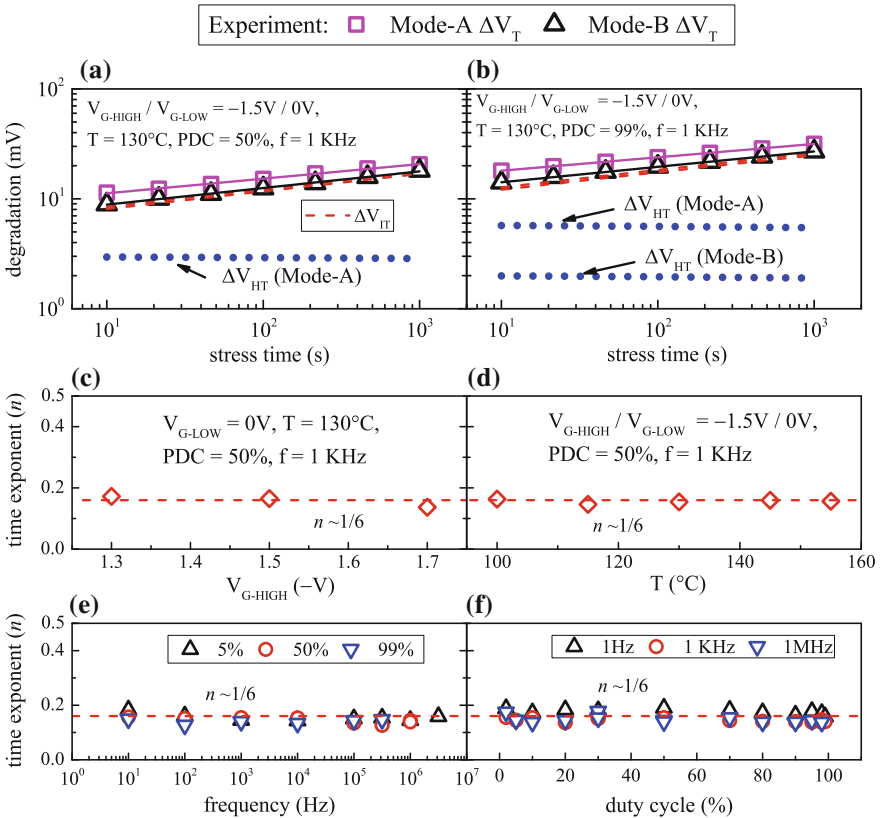 Experiment: Mode-A ΔV_T Mode-B ΔV_T
(a)
V_G-HIGH / V_G-LOW = −1.5V / 0V,
T = 130°C, PDC = 50%, f = 1 KHz
ΔV_IT
ΔV_HT (Mode-A)
degradation (mV)
10^2
10^1
10^0
10^1 10^2 10^3
stress time (s)
(b)
V_G-HIGH / V_G-LOW = −1.5V / 0V,
T = 130°C, PDC = 99%, f = 1 KHz
ΔV_HT (Mode-A)
ΔV_HT (Mode-B)
10^1 10^2 10^3
stress time (s)
(c)
V_G-LOW = 0V, T = 130°C,
PDC = 50%, f = 1 KHz
n ~1/6
time exponent (n)
0.5
0.4
0.2
0.0
1.3 1.4 1.5 1.6 1.7
V_G-HIGH (−V)
(d)
V_G-HIGH / V_G-LOW = −1.5V / 0V,
PDC = 50%, f = 1 KHz
n ~1/6
100 120 140 160
T (°C)
(e)
5% 50% 99%
n ~1/6
time exponent (n)
0.5
0.4
0.2
0.0
10^0 10^1 10^2 10^3 10^4 10^5 10^6 10^7
frequency (Hz)
(f)
1Hz 1 KHz 1MHz
n ~1/6
0 20 40 60 80 100
duty cycle (%)